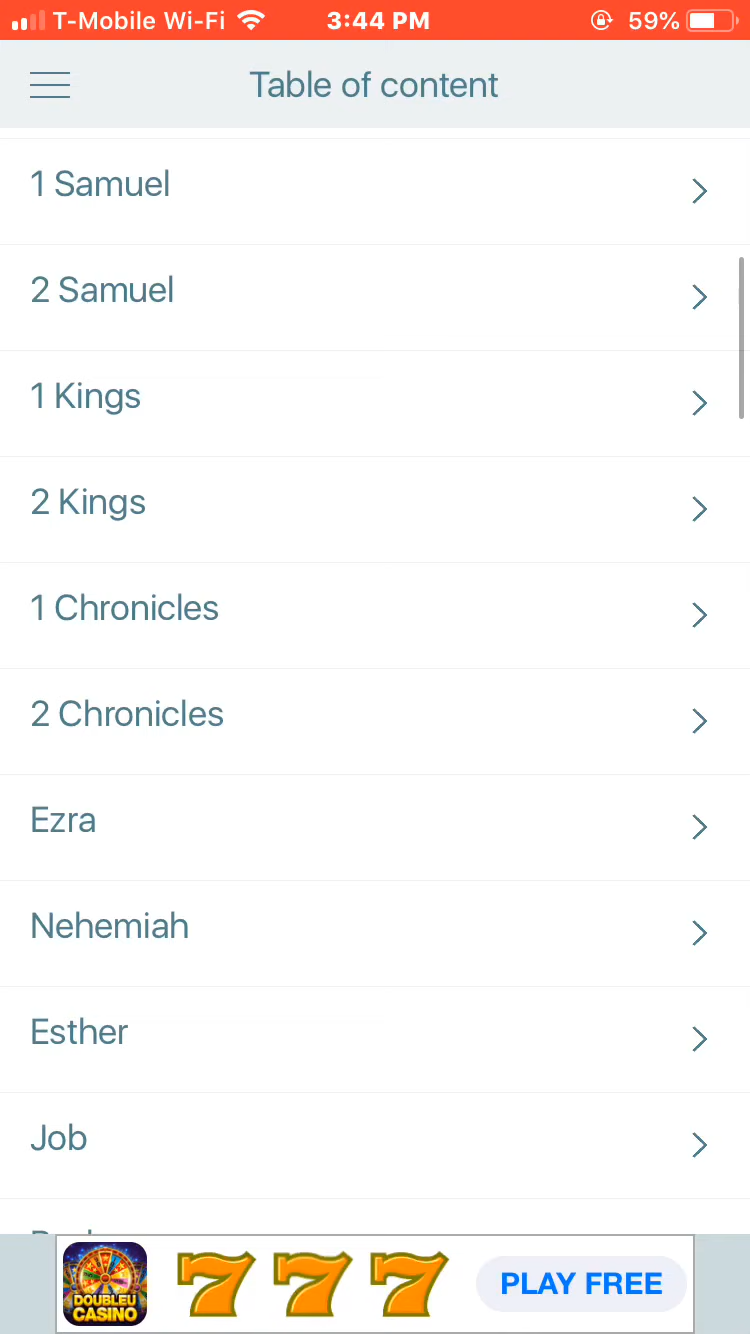 T-Mobile Wi-Fi 3:44 PM 59%
Table of content
1 Samuel
2 Samuel
1 Kings
2 Kings
1 Chronicles
2 Chronicles
Ezra
Nehemiah
Esther
Job
DOUBLEU
CASINO
777
PLAY FREE